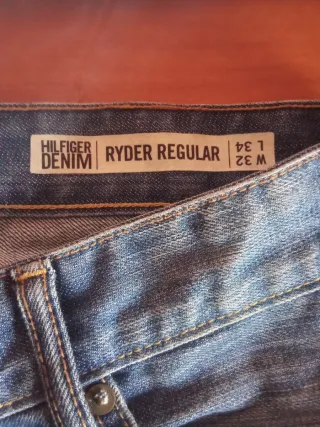 HILFIGER
DENIM
RYDER REGULAR
W 32
L 34